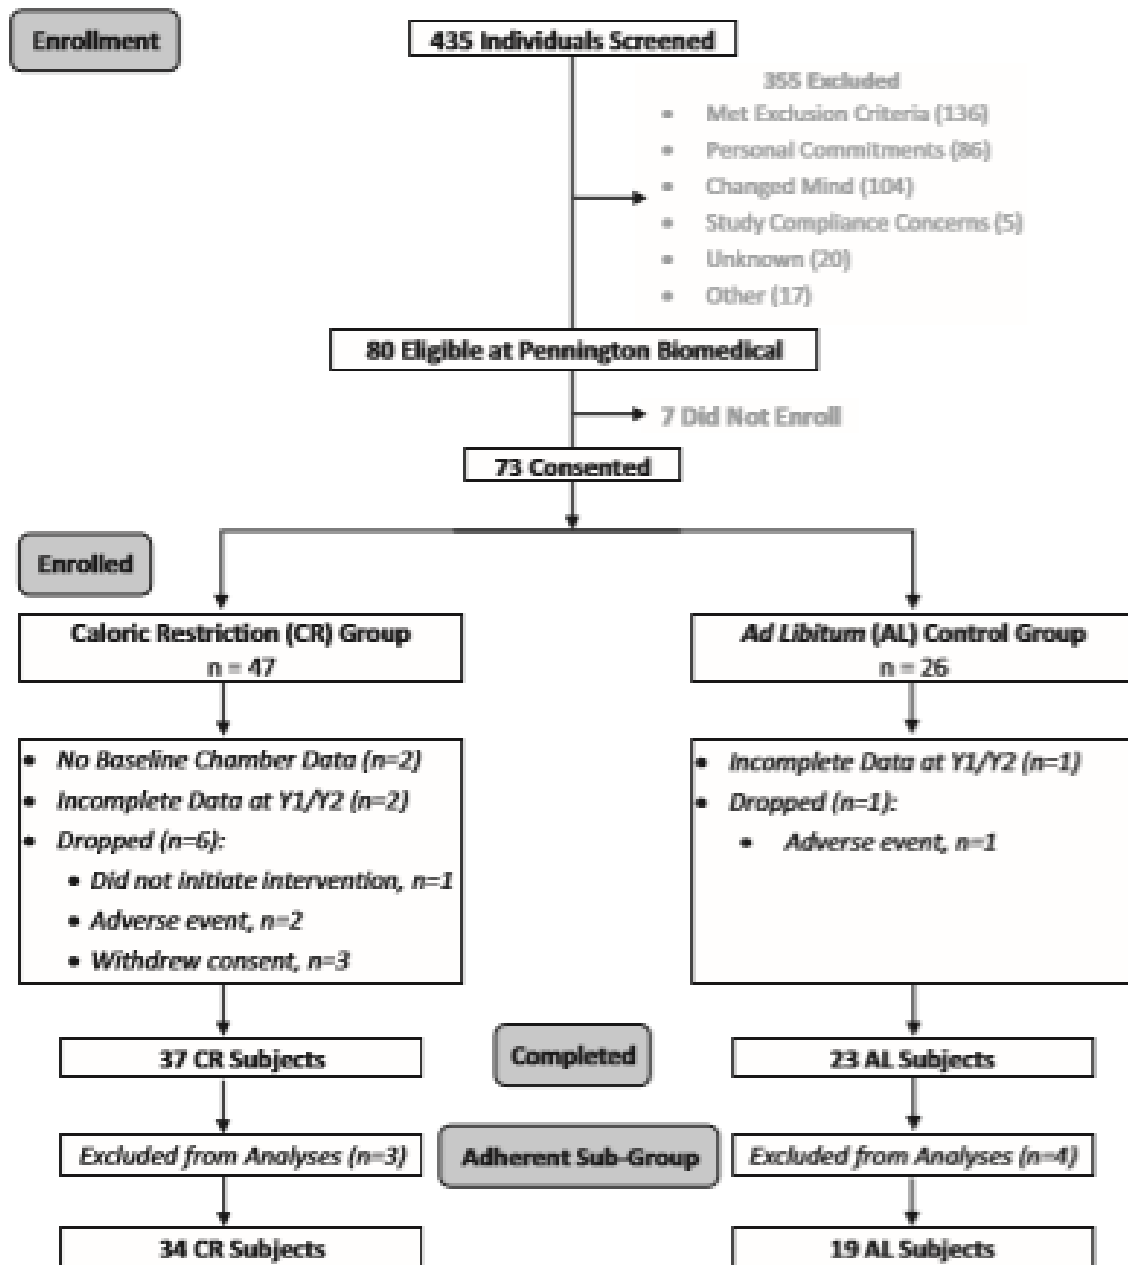 Enrollment
435 Individuals Screened
355 Excluded
• Met Exclusion Criteria (136)
• Personal Commitments (86)
• Changed Mind (104)
• Study Compliance Concerns (5)
• Unknown (20)
• Other (17)
80 Eligible at Pennington Biomedical
7 Did Not Enroll
73 Consented
Enrolled
Caloric Restriction (CR) Group
n = 47
Ad Libitum (AL) Control Group
n = 26
• No Baseline Chamber Data (n=2)
• Incomplete Data at Y1/Y2 (n=2)
• Dropped (n=6):
• Did not initiate intervention, n=1
• Adverse event, n=2
• Withdrew consent, n=3
• Incomplete Data at Y1/Y2 (n=1)
• Dropped (n=1):
• Adverse event, n=1
37 CR Subjects
Completed
23 AL Subjects
Excluded from Analyses (n=3)
Adherent Sub-Group
Excluded from Analyses (n=4)
34 CR Subjects
19 AL Subjects